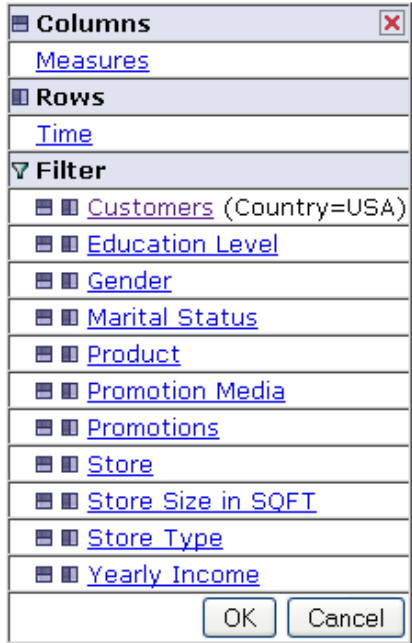 Columns
Measures
Rows
Time
Filter
Customers (Country=USA)
Education Level
Gender
Marital Status
Product
Promotion Media
Promotions
Store
Store Size in SQFT
Store Type
Yearly Income
OK Cancel